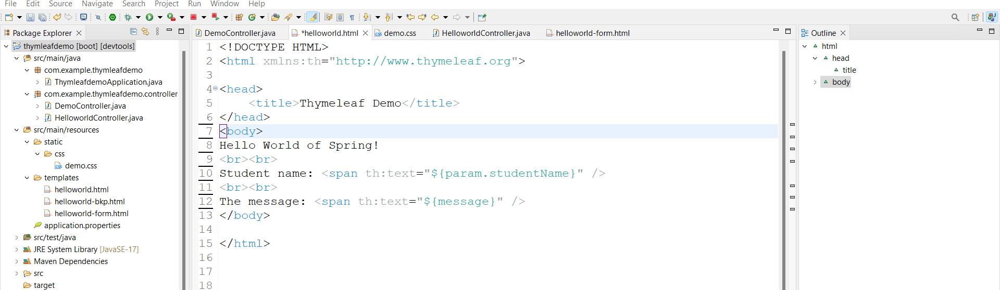 File Edit Source Navigate Search Project Run Window Help
Package Explorer
thymleafdemo [boot] [devtools]
src/main/java
com.example.thymleafdemo
ThymleafdemoApplication.java
com.example.thymleafdemo.controller
DemoController.java
HelloworldController.java
src/main/resources
static
css
demo.css
templates
helloworld.html
helloworld-bkp.html
helloworld-form.html
application.properties
src/test/java
JRE System Library [JavaSE-17]
Maven Dependencies
src
target
DemoController.java *helloworld.html demo.css HelloworldController.java helloworld-form.html
1 <!DOCTYPE HTML>
2 <html xmlns:th="http://www.thymeleaf.org">
3
4 <head>
5 <title>Thymeleaf Demo</title>
6 </head>
7 <body>
8 Hello World of Spring!
9 <br><br>
10 Student name: <span th:text="${param.studentName}" />
11 <br><br>
12 The message: <span th:text="${message}" />
13 </body>
14
15 </html>
16
17
18
Outline
html
head
title
body